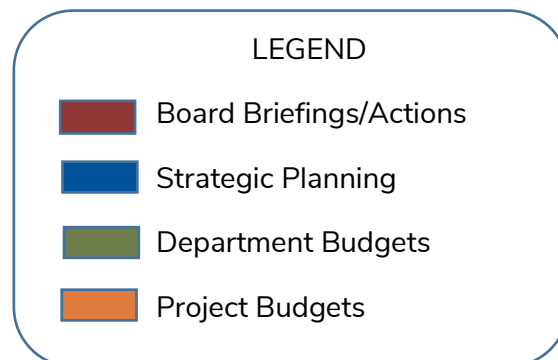 LEGEND
Board Briefings/Actions
Strategic Planning
Department Budgets
Project Budgets